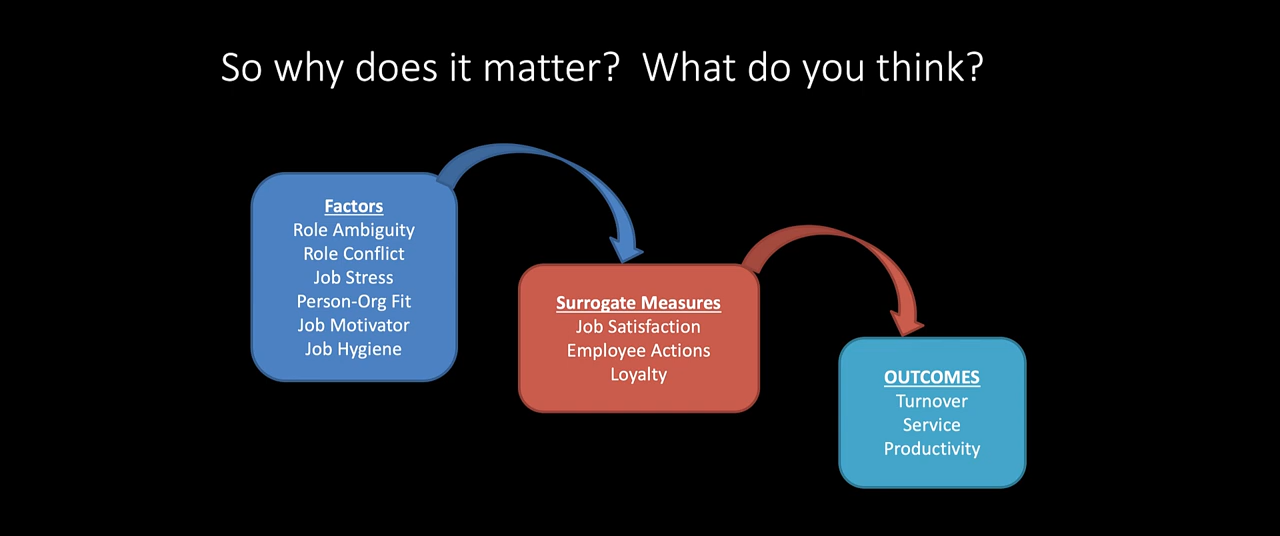 So why does it matter?  What do you think?
Factors
Role Ambiguity
Role Conflict
Job Stress
Person-Org Fit
Job Motivator
Job Hygiene
Surrogate Measures
Job Satisfaction
Employee Actions
Loyalty
OUTCOMES
Turnover
Service
Productivity